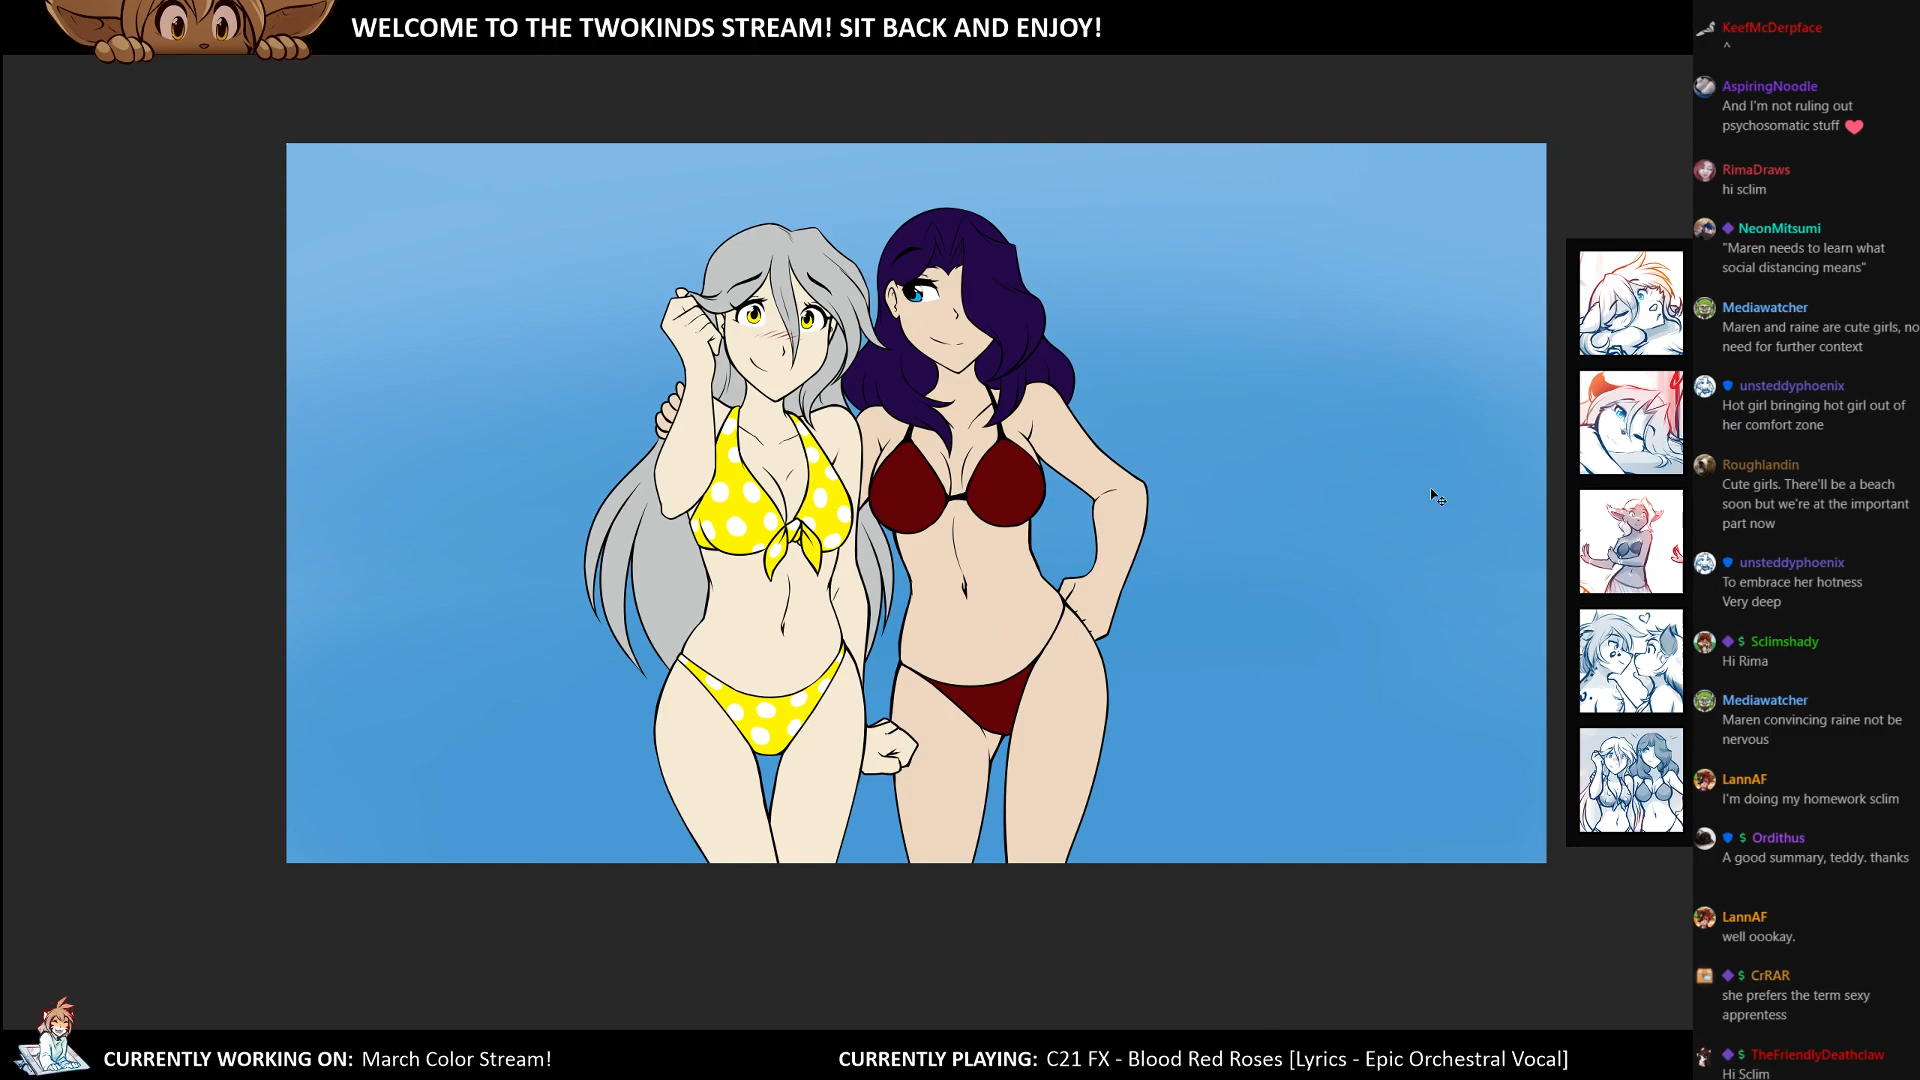 WELCOME TO THE TWOKINDS STREAM! SIT BACK AND ENJOY!
KeefMcDerpface
^
AspiringNoodle
And I'm not ruling out
psychosomatic stuff
RimaDraws
hi sclim
NeonMitsumi
"Maren needs to learn what
social distancing means"
Mediawatcher
Maren and raine are cute girls, no
need for further context
unsteddyphoenix
Hot girl bringing hot girl out of
her comfort zone
Roughlandin
Cute girls. There'll be a beach
soon but we're at the important
part now
unsteddyphoenix
To embrace her hotness
Very deep
$ Sclimshady
Hi Rima
Mediawatcher
Maren convincing raine not be
nervous
LannAF
I'm doing my homework sclim
$ Ordithus
A good summary, teddy. thanks
LannAF
well oookay.
$ CrRAR
she prefers the term sexy
apprentess
$ TheFriendlyDeathclaw
Hi Sclim
CURRENTLY WORKING ON: March Color Stream!
CURRENTLY PLAYING: C21 FX - Blood Red Roses [Lyrics - Epic Orchestral Vocal]